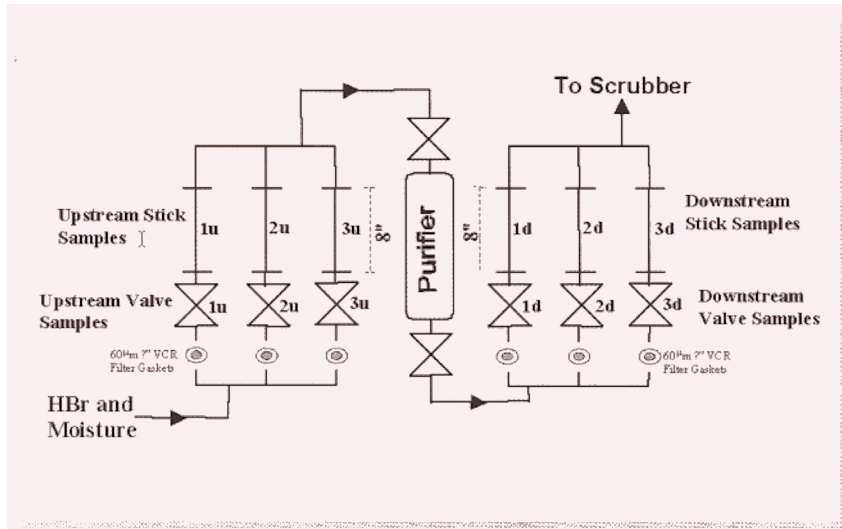 To Scrubber
Upstream Stick
Samples
1u
2u
3u
8"
Purifier
8"
1d
2d
3d
Downstream
Stick Samples
Upstream Valve
Samples
1u
2u
3u
1d
2d
3d
Downstream
Valve Samples
60µm ?" VCR
Filter Gaskets
60µm ?" VCR
Filter Gaskets
HBr and
Moisture